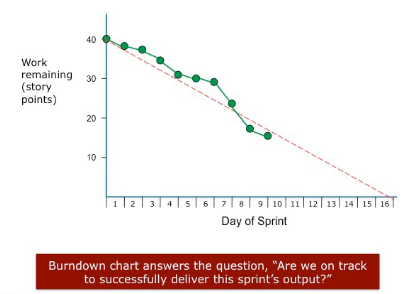 Work
remaining
(story
points)
40
30
20
10
1 2 3 4 5 6 7 8 9 10 11 12 13 14 15 16
Day of Sprint
Burndown chart answers the question, “Are we on track
to successfully deliver this sprint’s output?”